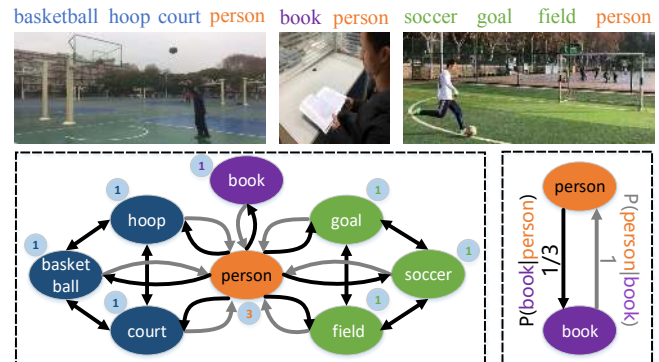 basketball hoop court person
book person
soccer goal field person
1
book
1
hoop
1
goal
1
basket
ball
person
1
soccer
1
court
3
1
field
person
P(book|person)
1/3
1
P(person|book)
book